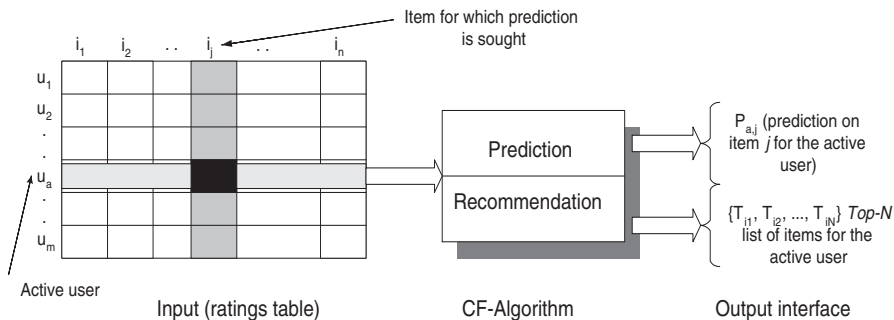 Item for which prediction
is sought
i1 i2 . . ij . . in
u1
u2
.
.
ua
.
.
um
Active user
Input (ratings table)
Prediction
Recommendation
CF-Algorithm
Pa,j (prediction on
item j for the active
user)
{Ti1, Ti2, ..., TiN} Top-N
list of items for the
active user
Output interface